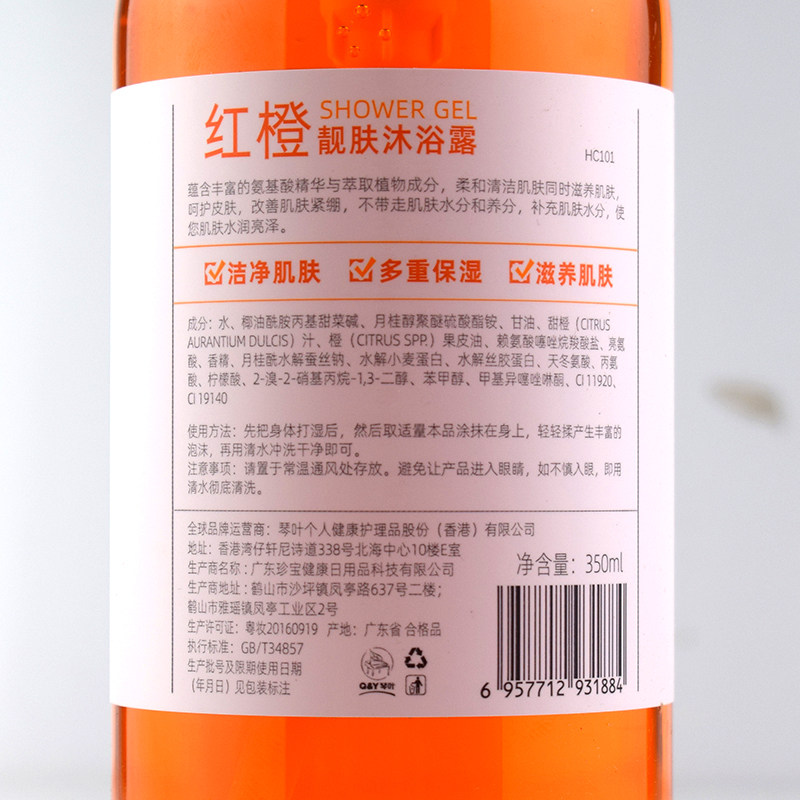 红橙 SHOWER GEL
靓肤沐浴露
HC101
蕴含丰富的氨基酸精华与萃取植物成分，柔和清洁肌肤同时滋养肌肤，
呵护皮肤，改善肌肤紧绷，不带走肌肤水分和养分，补充肌肤水分，使
您肌肤水润亮泽。
洁净肌肤 多重保湿 滋养肌肤
成分：水、椰油酰胺丙基甜菜碱、月桂醇聚醚硫酸酯铵、甘油、甜橙（CITRUS
AURANTIUM DULCIS）汁、橙（CITRUS SPP.）果皮油、赖氨酸噻唑烷羧酸盐、亮氨
酸、香精、月桂酰水解蚕丝钠、水解小麦蛋白、水解丝胶蛋白、天冬氨酸、丙氨
酸、柠檬酸、2-溴-2-硝基丙烷-1,3-二醇、苯甲醇、甲基异噻唑啉酮、CI 11920、
CI 19140
使用方法：先把身体打湿后，然后取适量本品涂抹在身上，轻轻揉产生丰富的
泡沫，再用清水冲洗干净即可。
注意事项：请置于常温通风处存放。避免让产品进入眼睛，如不慎入眼，即用
清水彻底清洗。
全球品牌运营商：琴叶个人健康护理品股份（香港）有限公司
地址：香港湾仔轩尼诗道338号北海中心10楼E室
生产商名称：广东珍宝健康日用品科技有限公司
生产商地址：鹤山市沙坪镇凤亭路637号二楼；
鹤山市雅瑶镇凤亭工业区2号
生产许可证：粤妆20160919 产地：广东省 合格品
执行标准：GB/T34857
生产批号及限期使用日期
（年月日）见包装标注
净含量：350ml
Q&Y 琴叶
6 957712 931884